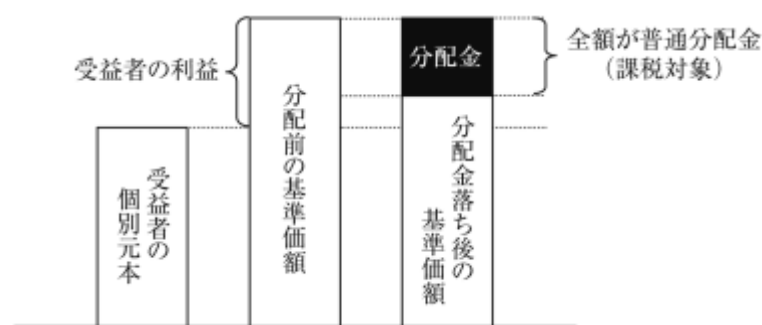 受益者の利益
受益者の
個別元本
分配前の基準価額
分配金
分配金落ち後の
基準価額
全額が普通分配金
（課税対象）